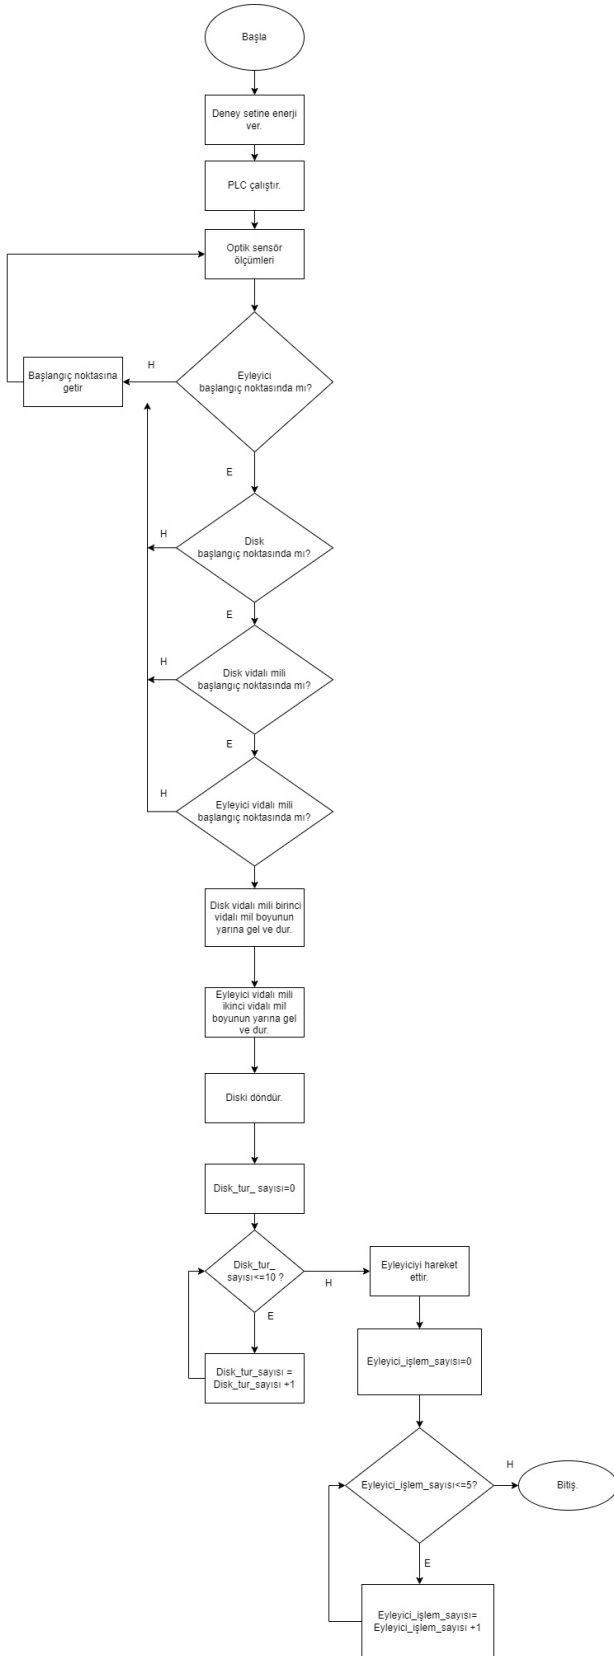 Başla
Deney setine enerji
ver.
PLC çalıştır.
Optik sensör
ölçümleri
H
Başlangıç noktasına
getir
Eyleyici
başlangıç noktasında mı?
E
Disk
başlangıç noktasında mı?
H
E
Disk vidalı mili
başlangıç noktasında mı?
H
E
Eyleyici vidalı mili
başlangıç noktasında mı?
H
Disk vidalı mili birinci
vidalı mil boyunun
yarına gel ve dur.
Eyleyici vidalı mili
ikinci vidalı mil
boyunun yarına gel
ve dur.
Diski döndür.
Disk_tur_ sayısı=0
Disk_tur_
sayısı<=10 ?
H
E
Disk_tur_sayısı =
Disk_tur_sayısı +1
Eyleyiciyi hareket
ettir.
Eyleyici_işlem_sayısı=0
Eyleyici_işlem_sayısı<=5?
H
Bitiş.
E
Eyleyici_işlem_sayısı=
Eyleyici_işlem_sayısı +1